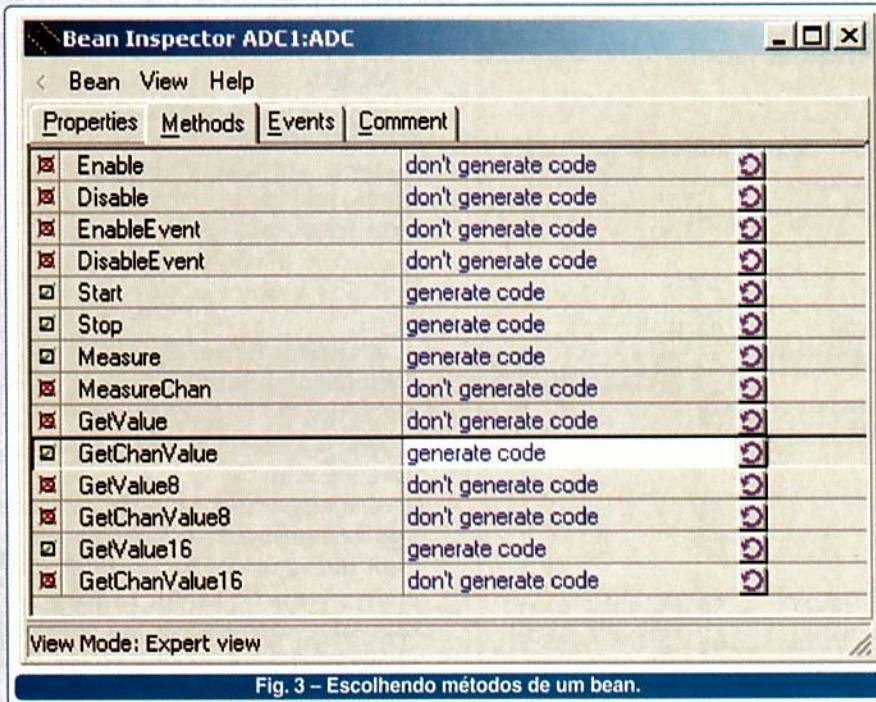 Bean Inspector ADC1:ADC
< Bean View Help
Properties Methods Events Comment
Enable don't generate code
Disable don't generate code
EnableEvent don't generate code
DisableEvent don't generate code
Start generate code
Stop generate code
Measure generate code
MeasureChan don't generate code
GetValue don't generate code
GetChanValue generate code
GetValue8 don't generate code
GetChanValue8 don't generate code
GetValue16 generate code
GetChanValue16 don't generate code
View Mode: Expert view
Fig. 3 – Escolhendo métodos de um bean.